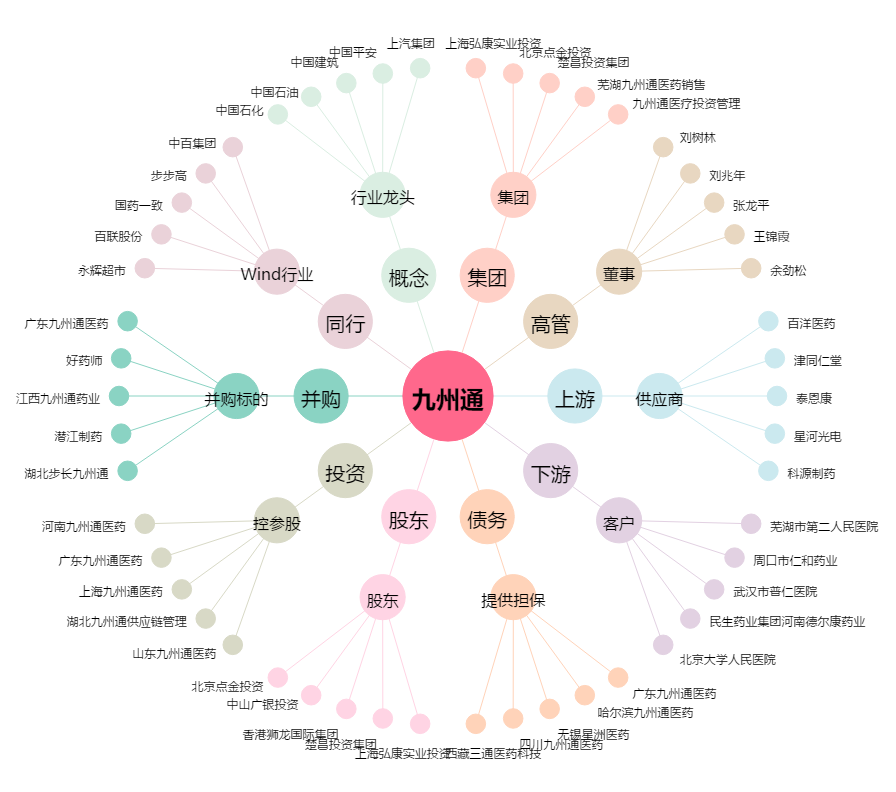 上汽集团
上海弘康实业投资
中国平安
北京点金投资
中国建筑
楚昌投资集团
中国石油
芜湖九州通医药销售
中国石化
九州通医疗投资管理
中百集团
刘树林
步步高
刘兆年
行业龙头
集团
国药一致
张龙平
百联股份
王锦霞
永辉超市
Wind行业
概念
集团
董事
余劲松
广东九州通医药
同行
高管
百洋医药
好药师
津同仁堂
江西九州通药业
并购标的
并购
九州通
上游
供应商
泰恩康
潜江制药
星河光电
湖北步长九州通
投资
下游
科源制药
河南九州通医药
控参股
股东
债务
客户
芜湖市第二人民医院
广东九州通医药
周口市仁和药业
上海九州通医药
武汉市普仁医院
湖北九州通供应链管理
股东
提供担保
民生药业集团河南德尔康药业
山东九州通医药
北京大学人民医院
北京点金投资
广东九州通医药
中山广银投资
哈尔滨九州通医药
香港狮龙国际集团
无锡星洲医药
楚昌投资集团
四川九州通医药
上海弘康实业投资
西藏三通医药科技